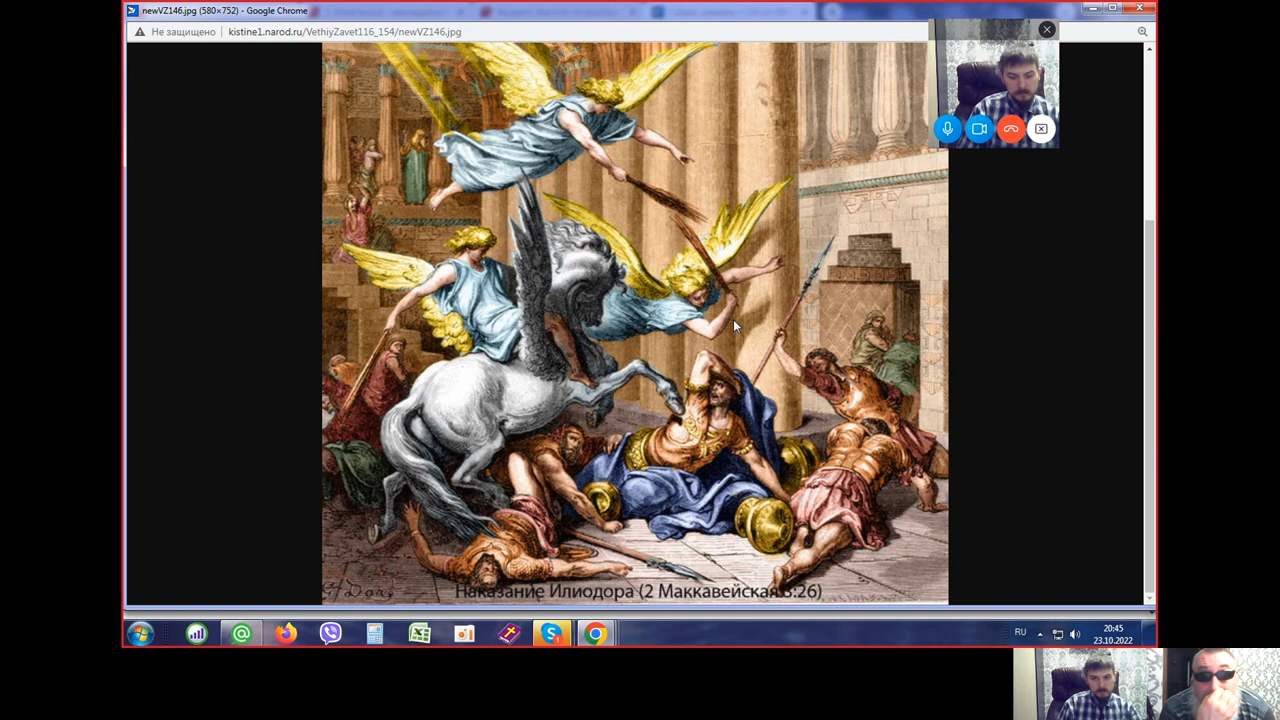 newVZ146.jpg (580×752) - Google Chrome
Не защищено
kistine1.narod.ru/VethiyZavet116_154/newVZ146.jpg
G Doré
Наказание Илиодора (2 Маккавейская 3:26)
RU
20:45
23.10.2022